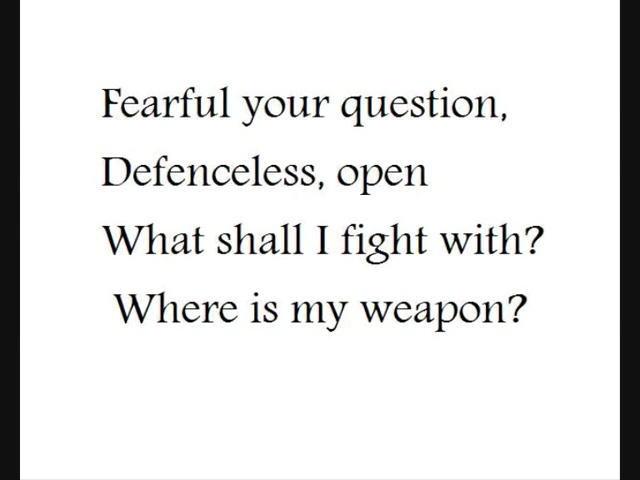 Fearful your question,
Defenceless, open
What shall I fight with?
Where is my weapon?